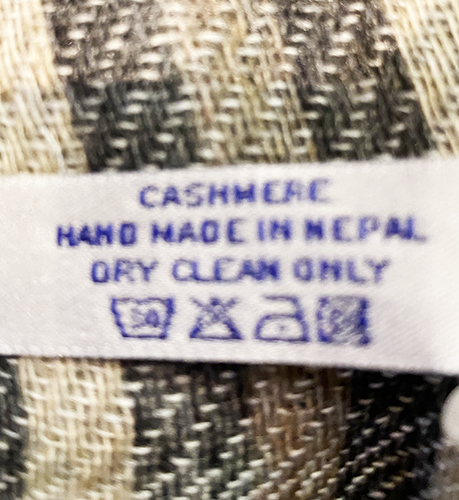 CASHMERE
HAND MADE IN NEPAL
DRY CLEAN ONLY